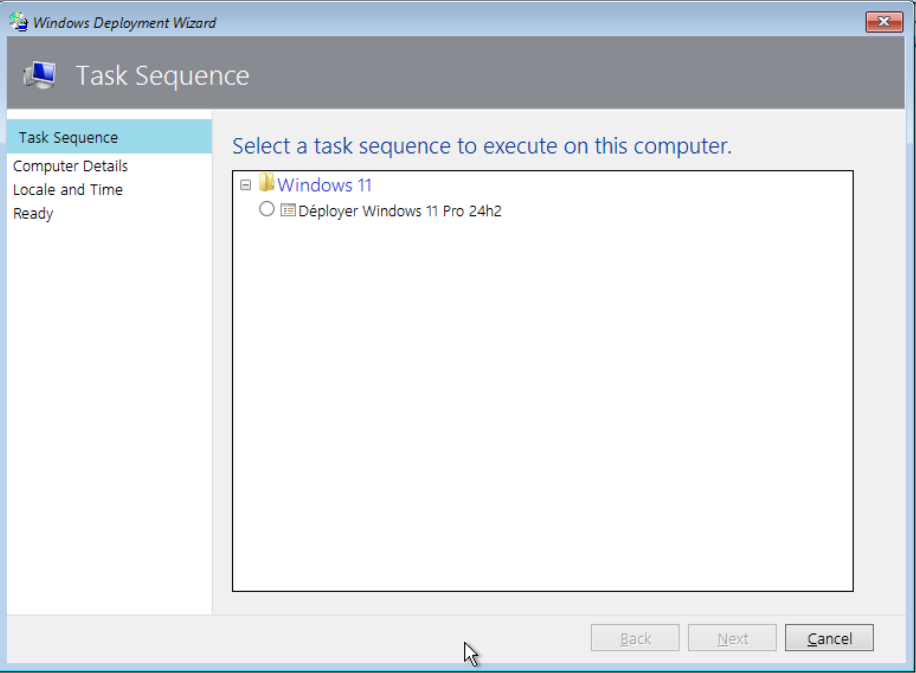 Windows Deployment Wizard
Task Sequence
Task Sequence
Computer Details
Locale and Time
Ready
Select a task sequence to execute on this computer.
Windows 11
Déployer Windows 11 Pro 24h2
Back
Next
Cancel